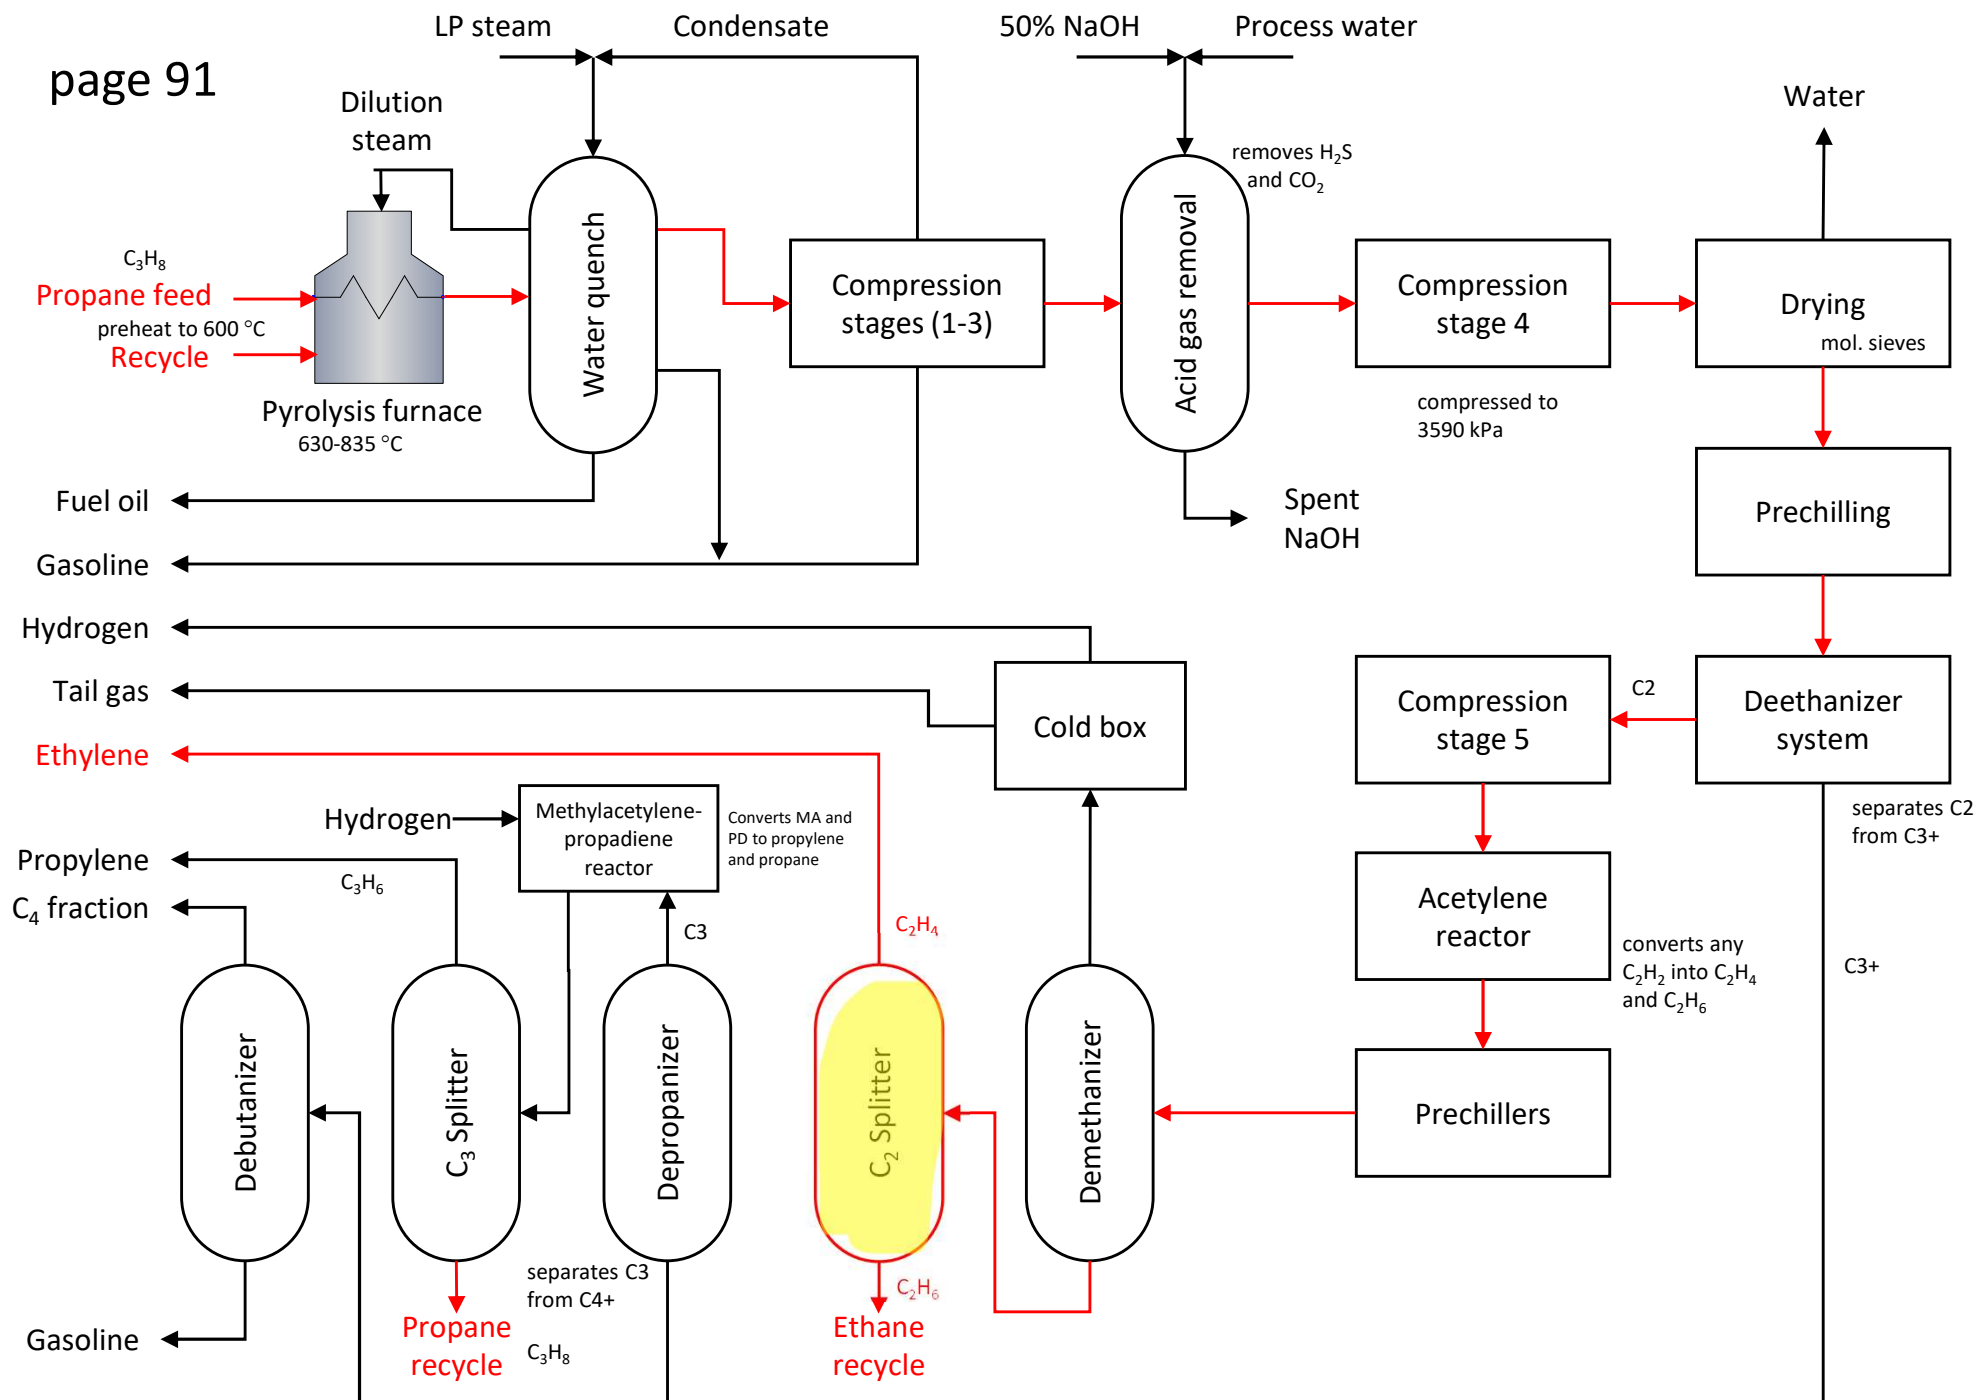 page 91
LP steam
Condensate
50% NaOH
Process water
Dilution
steam
Water
removes H₂S
and CO₂
C₃H₈
Propane feed
preheat to 600 °C
Recycle
Pyrolysis furnace
630-835 °C
Water quench
Compression
stages (1-3)
Acid gas removal
Compression
stage 4
compressed to
3590 kPa
Drying
mol. sieves
Fuel oil
Gasoline
Spent
NaOH
Prechilling
Hydrogen
Tail gas
Ethylene
Cold box
Compression
stage 5
C2
Deethanizer
system
separates C2
from C3+
Hydrogen
Methylacetylene-
propadiene
reactor
Converts MA and
PD to propylene
and propane
Propylene
C₃H₆
C₄ fraction
C3
C₂H₄
Acetylene
reactor
converts any
C₂H₂ into C₂H₄
and C₂H₆
C3+
Debutanizer
C₃ Splitter
Depropanizer
C₂ Splitter
Demethanizer
Prechillers
Gasoline
Propane
recycle
separates C3
from C4+
C₃H₈
C₂H₆
Ethane
recycle